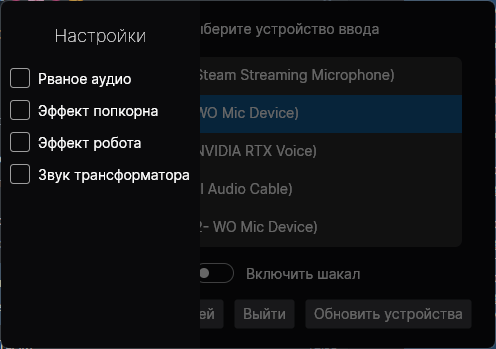 Настройки
Рваное аудио
Эффект попкорна
Эффект робота
Звук трансформатора
ыберите устройство ввода
Steam Streaming Microphone)
WO Mic Device)
NVIDIA RTX Voice)
l Audio Cable)
2- WO Mic Device)
Включить шакал
ей Выйти Обновить устройства